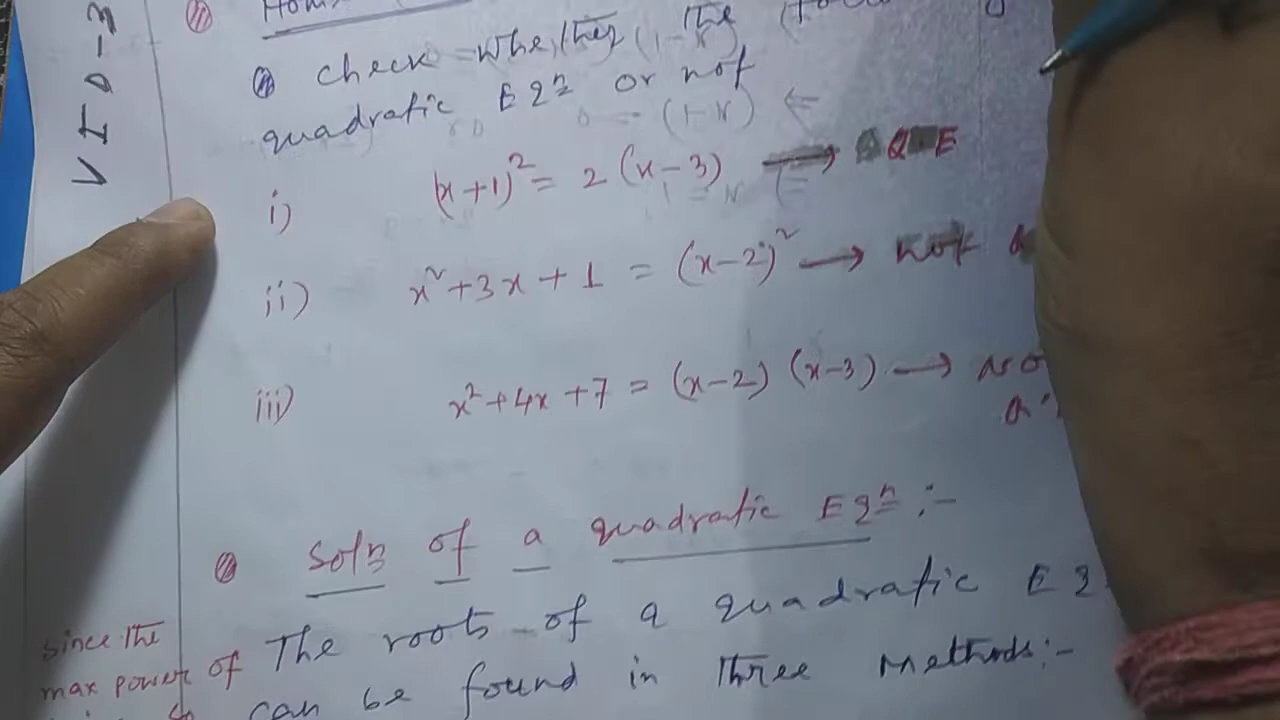 VID-3
check whether the
quadratic Eqn or not
i) (x+1)² = 2 (x-3) → QE
ii) x²+3x+1 = (x-2)² → not
iii) x²+4x+7 = (x-2) (x-3) →
Soln of a quadratic Eqn :-
since the
max power of
The roots of a quadratic Eq
can be found in three Methods:-